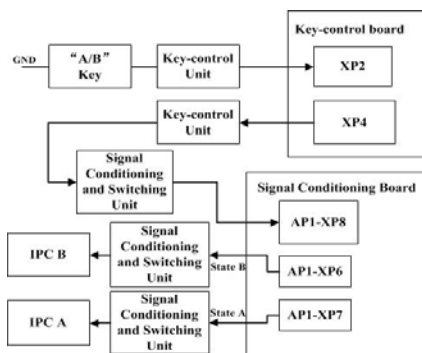 Key-control board
GND
"A/B"
Key
Key-control
Unit
XP2
Key-control
Unit
XP4
Signal
Conditioning
and Switching
Unit
Signal Conditioning Board
AP1-XP8
IPC B
Signal
Conditioning
and Switching
Unit
State B
AP1-XP6
IPC A
Signal
Conditioning
and Switching
Unit
State A
AP1-XP7